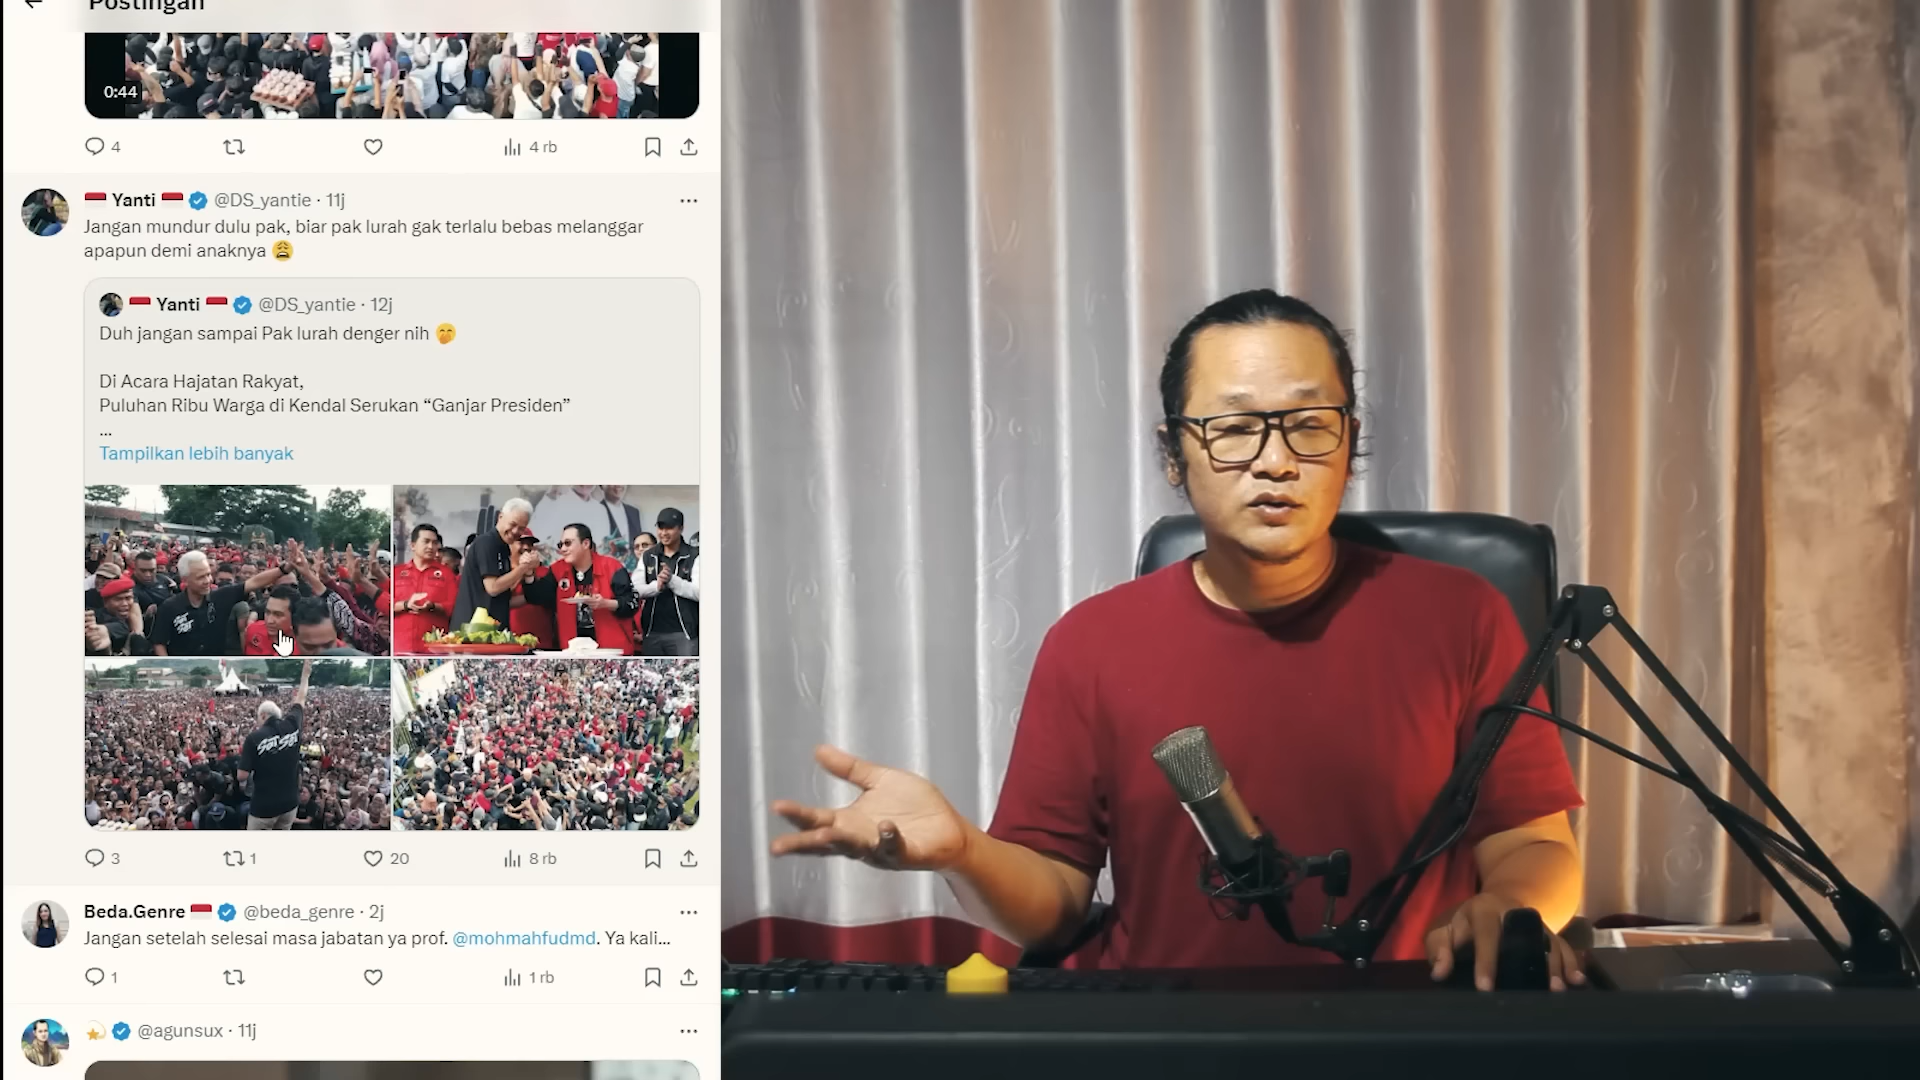 Postingan
0:44
4
4 rb
Yanti @DS_yantie · 11j
Jangan mundur dulu pak, biar pak lurah gak terlalu bebas melanggar
apapun demi anaknya 😩
Yanti @DS_yantie · 12j
Duh jangan sampai Pak lurah denger nih 🤭
Di Acara Hajatan Rakyat,
Puluhan Ribu Warga di Kendal Serukan “Ganjar Presiden”
...
Tampilkan lebih banyak
3
1
20
8 rb
Beda.Genre @beda_genre · 2j
Jangan setelah selesai masa jabatan ya prof. @mohmahfudmd. Ya kali...
1
1 rb
@agunsux · 11j